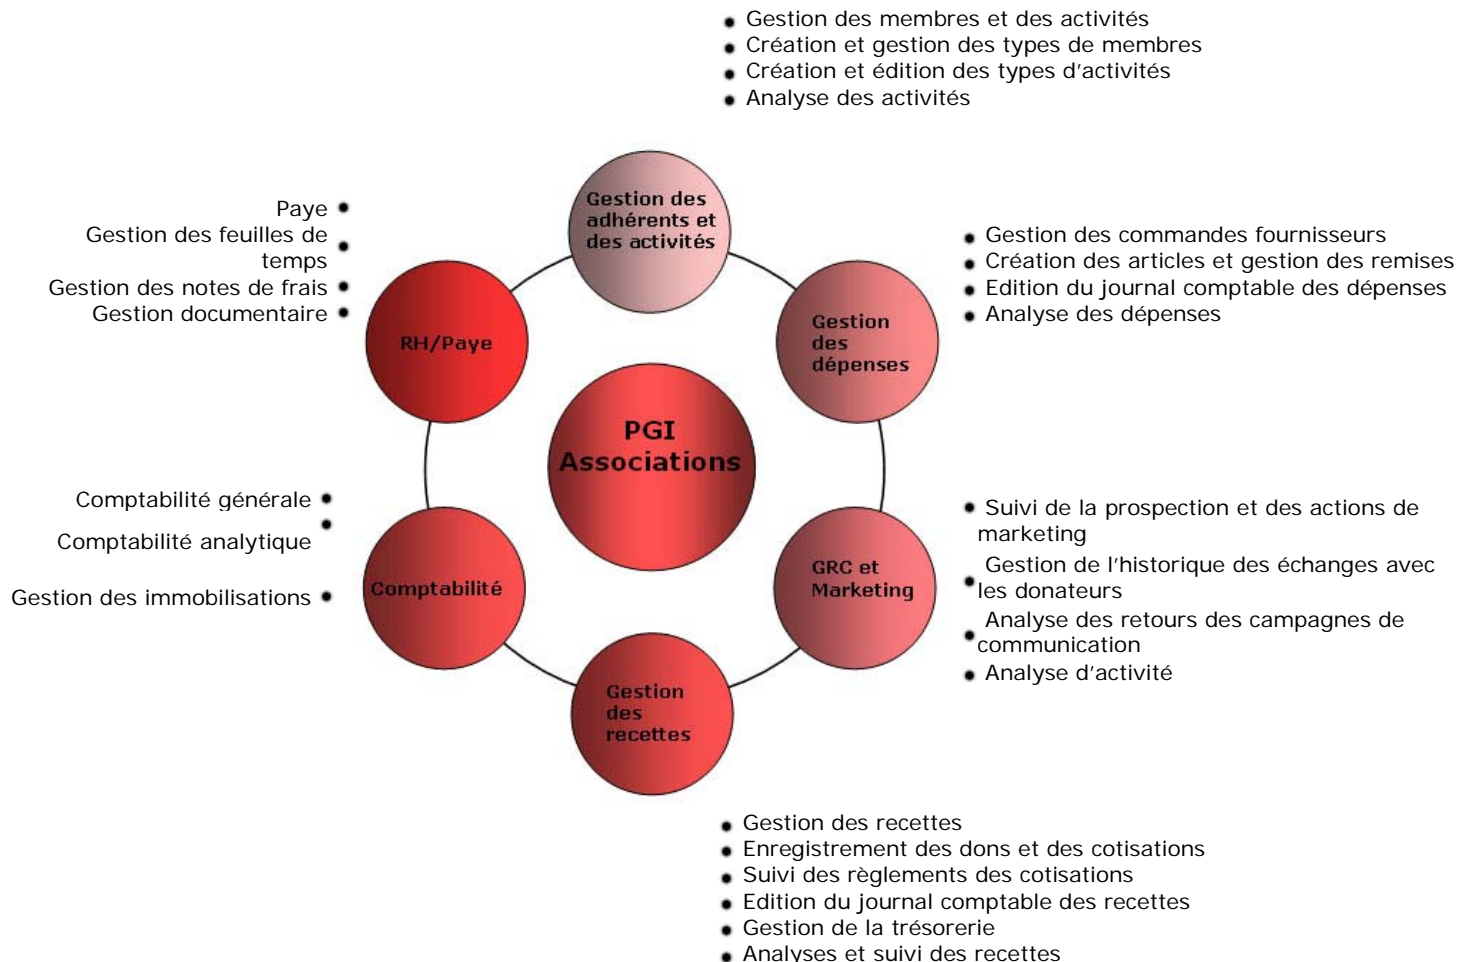 Gestion des membres et des activités
Création et gestion des types de membres
Création et édition des types d'activités
Analyse des activités
Gestion des
adhérents et
des activités
Paye
Gestion des feuilles de
temps
Gestion des notes de frais
Gestion documentaire
RH/Paye
Gestion
des
dépenses
Gestion des commandes fournisseurs
Création des articles et gestion des remises
Edition du journal comptable des dépenses
Analyse des dépenses
PGI
Associations
Comptabilité générale
Comptabilité analytique
Gestion des immobilisations
Comptabilité
GRC et
Marketing
Suivi de la prospection et des actions de
marketing
Gestion de l'historique des échanges avec
les donateurs
Analyse des retours des campagnes de
communication
Analyse d'activité
Gestion
des
recettes
Gestion des recettes
Enregistrement des dons et des cotisations
Suivi des règlements des cotisations
Edition du journal comptable des recettes
Gestion de la trésorerie
Analyses et suivi des recettes